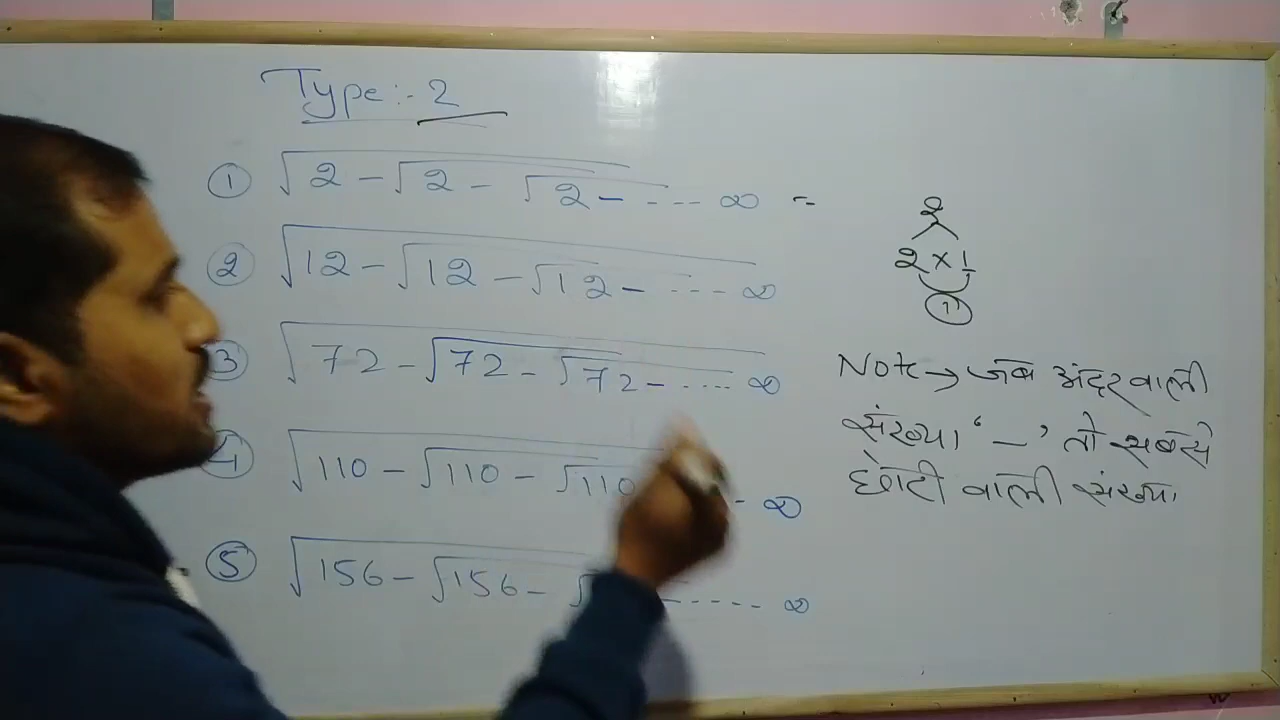 Type:- 2
① √2 - √2 - √2 - ---- ∞ =
② √12 - √12 - √12 - ---- ∞
③ √72 - √72 - √72 - ---- ∞
④ √110 - √110 - √110 - ∞
⑤ √156 - √156 - √ ----- ∞
2
2 × 1
Note → जब अंदर वाली
संख्या ‘-’ तो सबसे
छोटी वाली संख्या